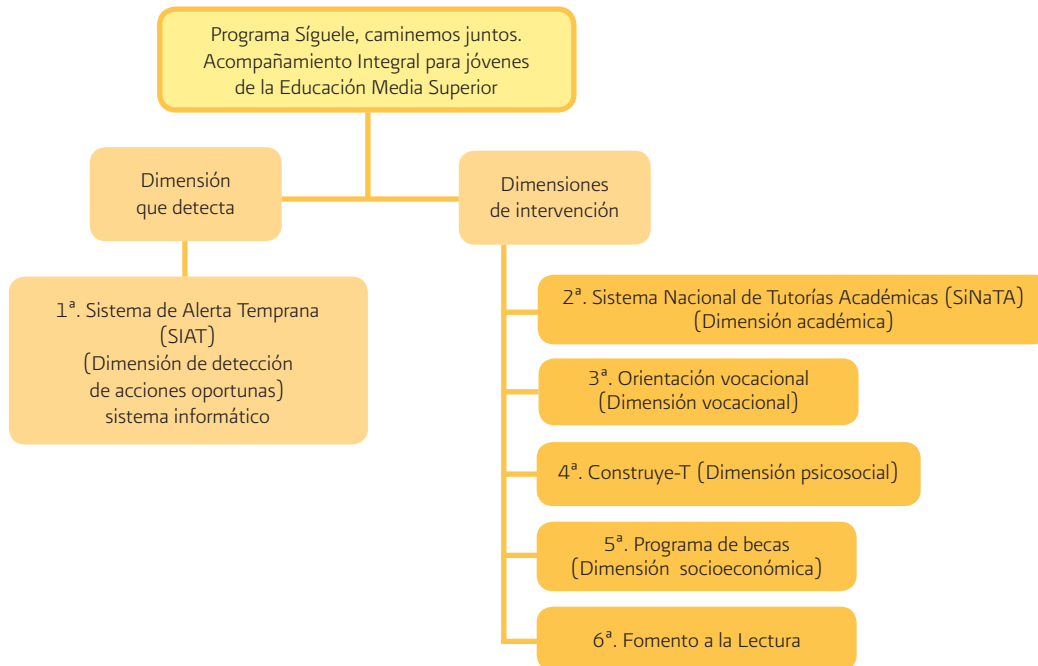 Programa Síguele, caminemos juntos.
Acompañamiento Integral para jóvenes
de la Educación Media Superior
Dimensión
que detecta
Dimensiones
de intervención
1ª. Sistema de Alerta Temprana
(SIAT)
(Dimensión de detección
de acciones oportunas)
sistema informático
2ª. Sistema Nacional de Tutorías Académicas (SiNaTA)
(Dimensión académica)
3ª. Orientación vocacional
(Dimensión vocacional)
4ª. Construye-T (Dimensión psicosocial)
5ª. Programa de becas
(Dimensión socioeconómica)
6ª. Fomento a la Lectura